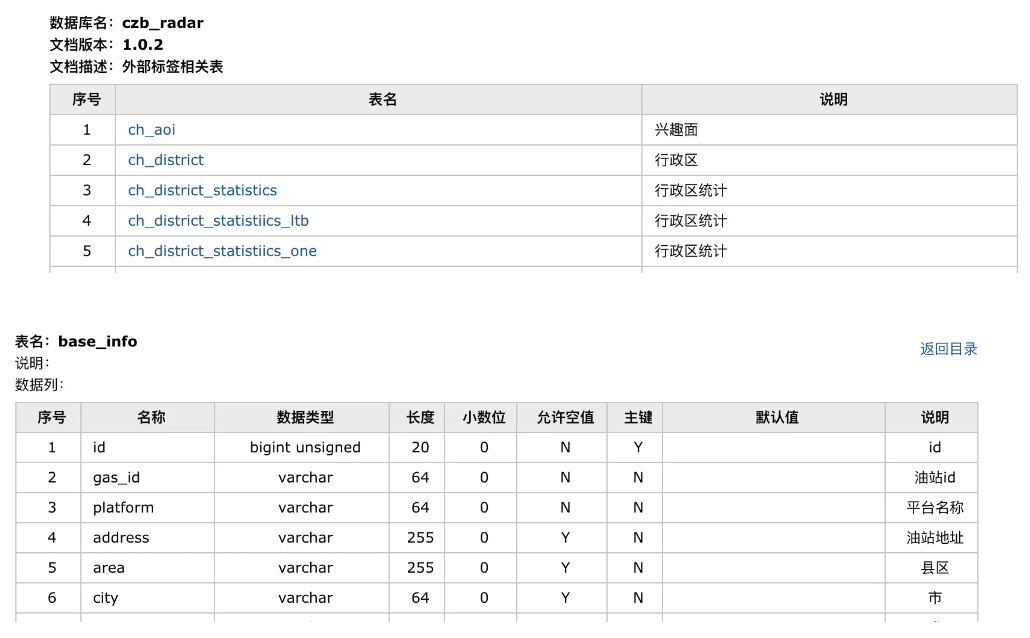 数据库名：czb_radar
文档版本：1.0.2
文档描述：外部标签相关表
序号 表名 说明
1 ch_aoi 兴趣面
2 ch_district 行政区
3 ch_district_statistics 行政区统计
4 ch_district_statistiics_ltb 行政区统计
5 ch_district_statistiics_one 行政区统计
表名：base_info
返回目录
说明：
数据列：
序号 名称 数据类型 长度 小数位 允许空值 主键 默认值 说明
1 id bigint unsigned 20 0 N Y id
2 gas_id varchar 64 0 N N 油站id
3 platform varchar 64 0 N N 平台名称
4 address varchar 255 0 Y N 油站地址
5 area varchar 255 0 Y N 县区
6 city varchar 64 0 Y N 市